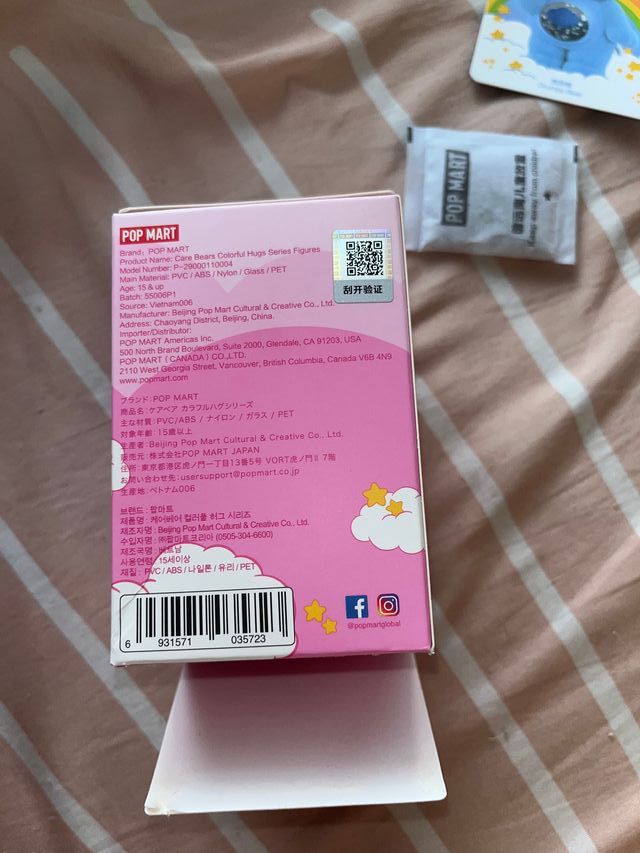 POP MART
Brand: POP MART
Product Name: Care Bears Colorful Hugs Series Figures
Model Number: P-29000110004
Main Material: PVC / ABS / Nylon / Glass / PET
Age: 15 & up
Batch: 55006P1
Source: Vietnam006
Manufacturer: Beijing Pop Mart Cultural & Creative Co., Ltd.
Address: Chaoyang District, Beijing, China.
Importer/Distributor:
POP MART Americas Inc.
500 North Brand Boulevard, Suite 2000, Glendale, CA 91203, USA
POP MART (CANADA) CO.,LTD.
2110 West Georgia Street, Vancouver, British Columbia, Canada V6B 4N9
www.popmart.com
刮开验证
ブランド: POP MART
商品名: ケアベア カラフルハグシリーズ
主な材質: PVC/ABS / ナイロン / ガラス / PET
対象年齢: 15歳以上
生産者: Beijing Pop Mart Cultural & Creative Co., Ltd.
販売元: 株式会社POP MART JAPAN
住所: 東京都港区虎ノ門一丁目13番5号 VORT虎ノ門Ⅱ 7階
お問い合わせ先: usersupport@popmart.co.jp
生産地: ベトナム006
브랜드 : 팝마트
제품명 : 케어베어 컬러풀 허그 시리즈
제조자명 : Beijing Pop Mart Cultural & Creative Co., Ltd.
수입자명 : ㈜팝마트코리아 (0505-304-6600)
제조국명 : 베트남
사용연령 : 15세이상
재질 : PVC / ABS / 나일론 / 유리 / PET
6 931571 035723
@popmartglobal
POP MART
请远离儿童放置
Keep away from children